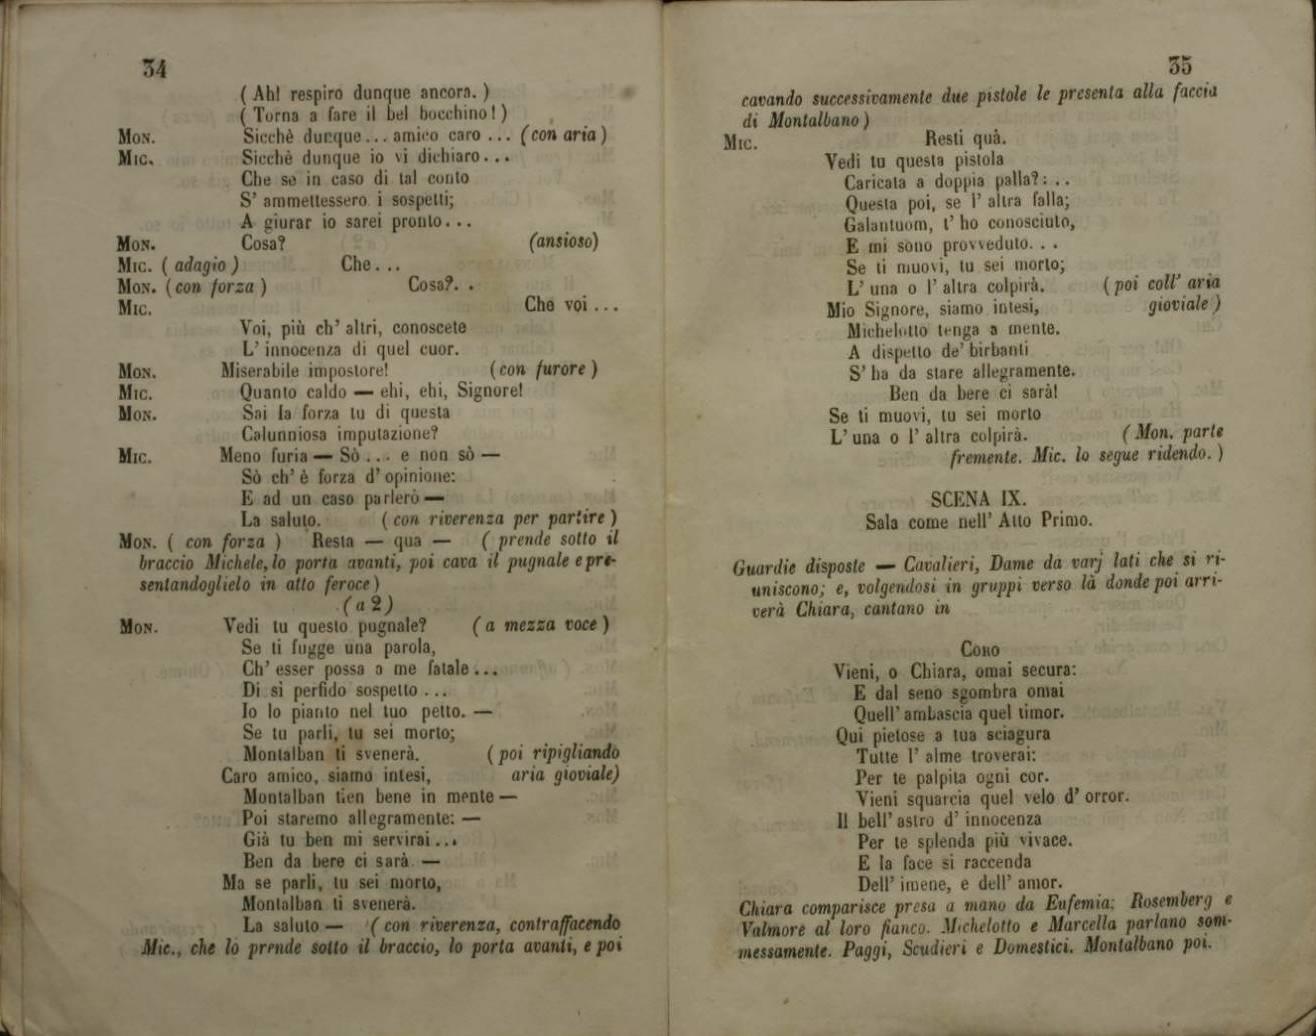 34
( Ah! respiro dunque ancora. )
( Torna a fare il bel bocchino! )
MON. Sicchè dunque... amico caro ... (con aria)
MIC. Sicchè dunque io vi dichiaro...
Che se in caso di tal conto
S' ammettessero i sospetti;
A giurar io sarei pronto...
MON. Cosa? (ansioso)
MIC. ( adagio ) Che...
MON. ( con forza ) Cosa?. .
MIC. Che voi ...
Voi, più ch' altri, conoscete
L' innocenza di quel cuor.
MON. Miserabile impostore! (con furore )
MIC. Quanto caldo — ehi, ehi, Signore!
MON. Sai la forza tu di questa
Calunniosa imputazione?
MIC. Meno furia — Sò ... e non sò —
Sò ch' è forza d' opinione:
E ad un caso parlerò —
La saluto. ( con riverenza per partire )
MON. ( con forza ) Resta — qua — ( prende sotto il
braccio Michele, lo porta avanti, poi cava il pugnale e pre-
sentandoglielo in atto feroce )
(a 2)
MON. Vedi tu questo pugnale? ( a mezza voce )
Se ti fugge una parola,
Ch' esser possa a me fatale...
Di sì perfido sospetto ...
Io lo pianto nel tuo petto. —
Se tu parli, tu sei morto;
Montalban ti svenerà. ( poi ripigliando
Caro amico, siamo intesi, aria gioviale)
Montalban tien bene in mente —
Poi staremo allegramente: —
Già tu ben mi servirai...
Ben da bere ci sarà —
Ma se parli, tu sei morto,
Montalban ti svenerà.
La saluto — ( con riverenza, contraffacendo
Mic., che lo prende sotto il braccio, lo porta avanti, e poi
35
cavando successivamente due pistole le presenta alla faccia
di Montalbano )
MIC. Resti quà.
Vedi tu questa pistola
Caricata a doppia palla?: ..
Questa poi, se l' altra falla;
Galantuom, t' ho conosciuto,
E mi sono provveduto. . .
Se ti muovi, tu sei morto;
L' una o l' altra colpirà. ( poi coll' aria
Mio Signore, siamo intesi, gioviale )
Michelotto tenga a mente.
A dispetto de' birbanti
S' ha da stare allegramente.
Ben da bere ci sarà!
Se ti muovi, tu sei morto
L' una o l' altra colpirà. ( Mon. parte
fremente. Mic. lo segue ridendo. )
SCENA IX.
Sala come nell' Atto Primo.
Guardie disposte — Cavalieri, Dame da varj lati che si ri-
uniscono; e, volgendosi in gruppi verso là donde poi arri-
verà Chiara, cantano in
CORO
Vieni, o Chiara, omai secura:
E dal seno sgombra omai
Quell' ambascia quel timor.
Qui pietose a tua sciagura
Tutte l' alme troverai:
Per te palpita ogni cor.
Vieni squarcia quel velo d' orror.
Il bell' astro d' innocenza
Per te splenda più vivace.
E la face si raccenda
Dell' imene, e dell' amor.
Chiara comparisce presa a mano da Eufemia; Rosemberg e
Valmore al loro fianco. Michelotto e Marcella parlano som-
messamente. Paggi, Scudieri e Domestici. Montalbano poi.